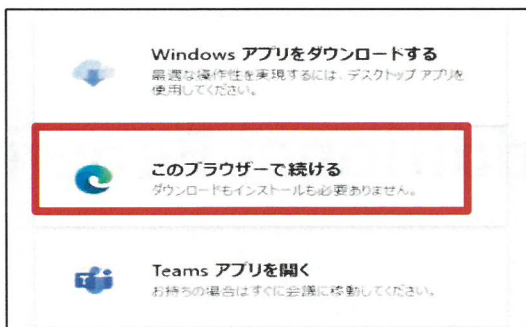 Windows アプリをダウンロードする
最適な操作性を実現するには、デスクトップ アプリを
使用してください。
このブラウザーで続ける
ダウンロードもインストールも必要ありません。
Teams アプリを開く
お持ちの場合はすぐに会議に移動してください。